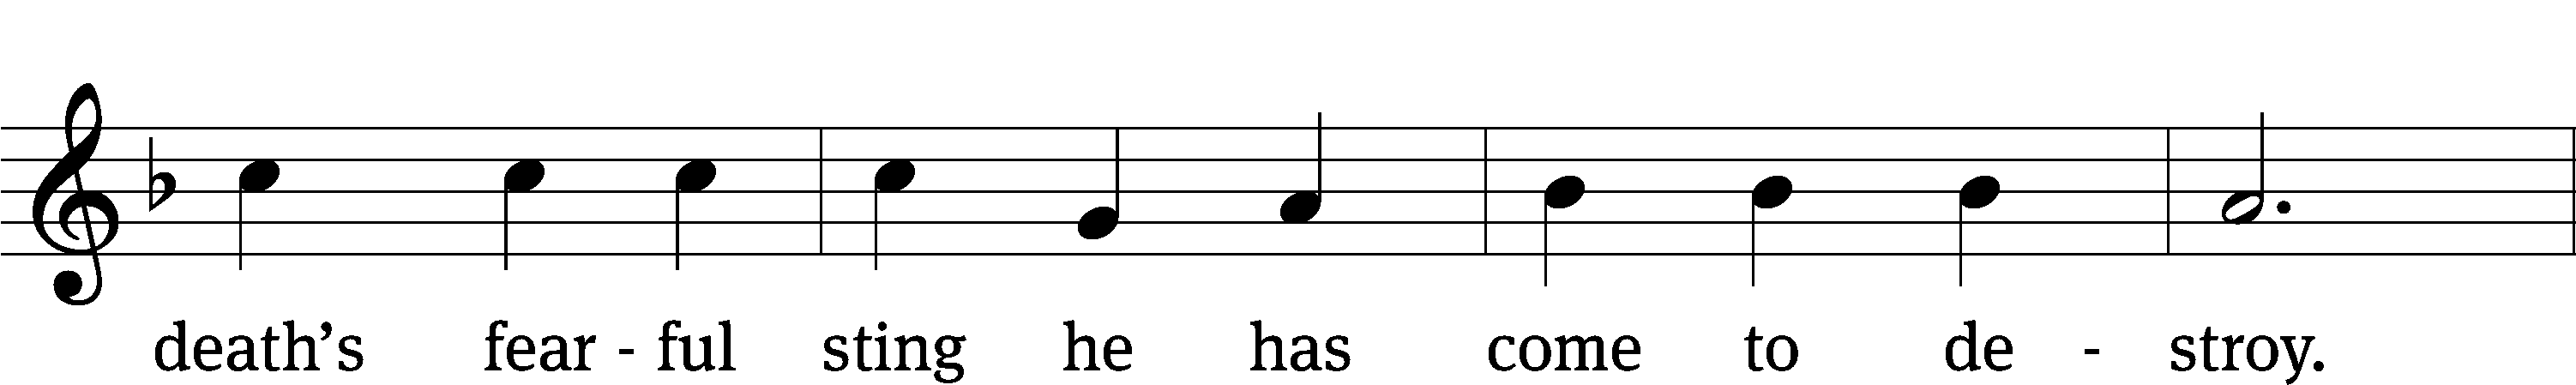 death’s fear - ful sting he has come to de - stroy.